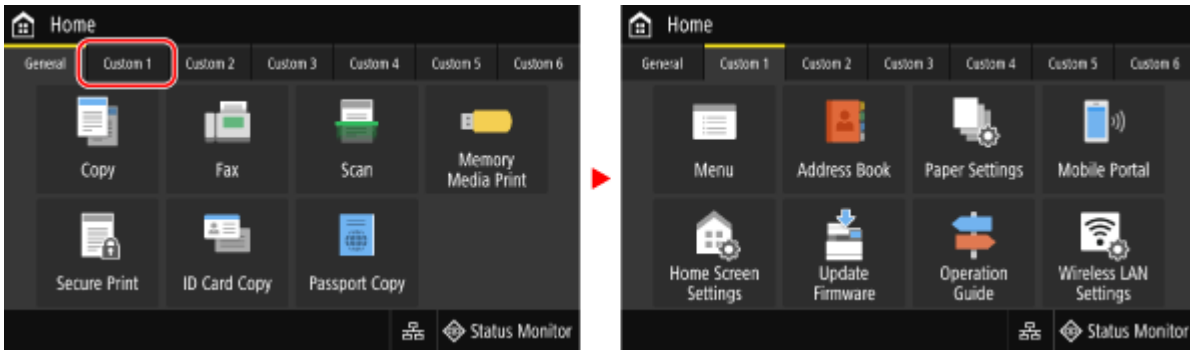 Home
General Custom 1 Custom 2 Custom 3 Custom 4 Custom 5 Custom 6
Copy Fax Scan Memory
Media Print
Secure Print ID Card Copy Passport Copy
Status Monitor
Home
General Custom 1 Custom 2 Custom 3 Custom 4 Custom 5 Custom 6
Menu Address Book Paper Settings Mobile Portal
Home Screen Update Operation Wireless LAN
Settings Firmware Guide Settings
Status Monitor